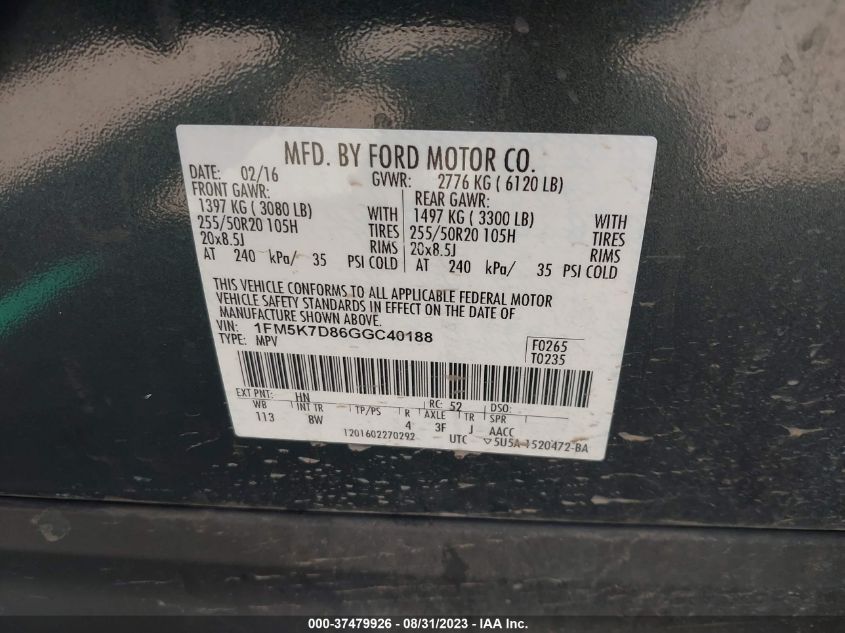 MFD. BY FORD MOTOR CO.
DATE: 02/16 GVWR: 2776 KG ( 6120 LB)
FRONT GAWR: REAR GAWR:
1397 KG ( 3080 LB) WITH 1497 KG ( 3300 LB) WITH
255/50R20 105H TIRES 255/50R20 105H TIRES
20x8.5J RIMS 20x8.5J RIMS
AT 240 kPa/ 35 PSI COLD AT 240 kPa/ 35 PSI COLD
THIS VEHICLE CONFORMS TO ALL APPLICABLE FEDERAL MOTOR
VEHICLE SAFETY STANDARDS IN EFFECT ON THE DATE OF
MANUFACTURE SHOWN ABOVE.
VIN: 1FM5K7D86GGC40188 F0265
TYPE: MPV T0235
EXT PNT: HN RC: 52 DSO:
WB INT TR TP/PS R AXLE TR SPR
113 BW 4 3F J AACC
1201602270292 UTC ▽5U5A-1520472-BA
000-37479926 - 08/31/2023 - IAA Inc.